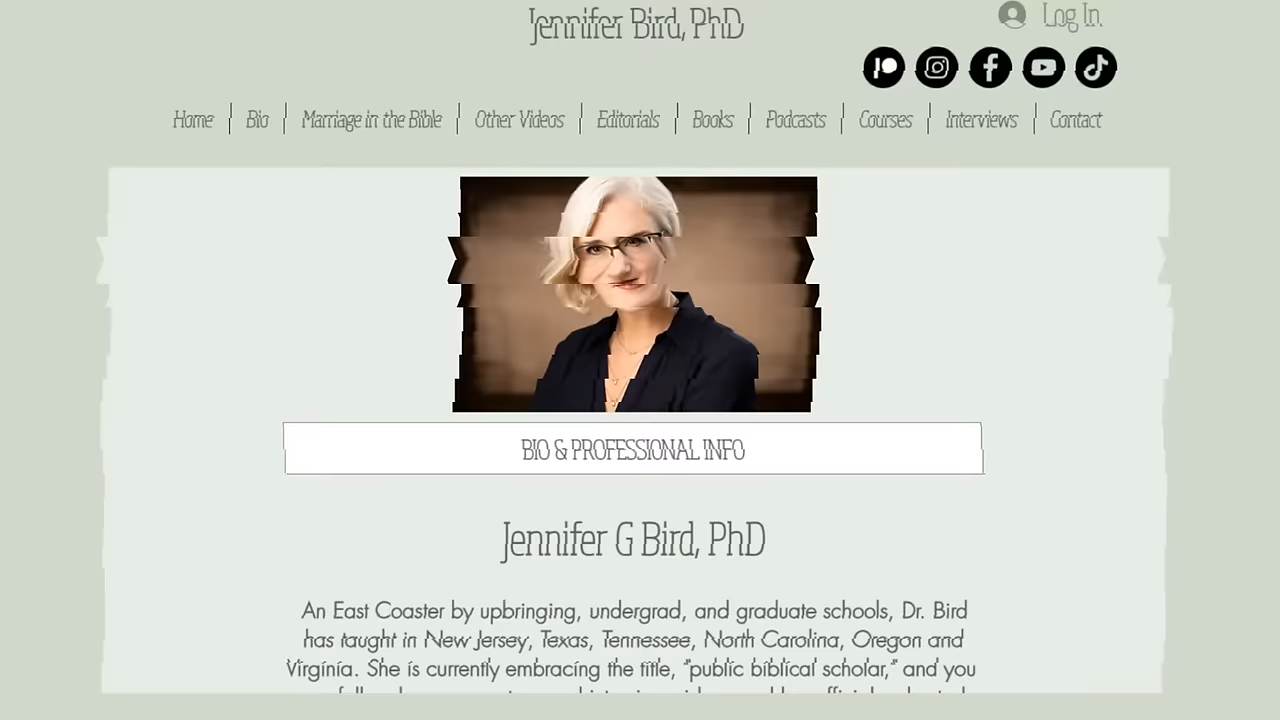 Jennifer Bird, PhD
Log In
Home
Bio
Marriage in the Bible
Other Videos
Editorials
Books
Podcasts
Courses
Interviews
Contact
BIO & PROFESSIONAL INFO
Jennifer G Bird, PhD
An East Coaster by upbringing, undergrad, and graduate schools, Dr. Bird
has taught in New Jersey, Texas, Tennessee, North Carolina, Oregon and
Virginia. She is currently embracing the title, "public biblical scholar," and you